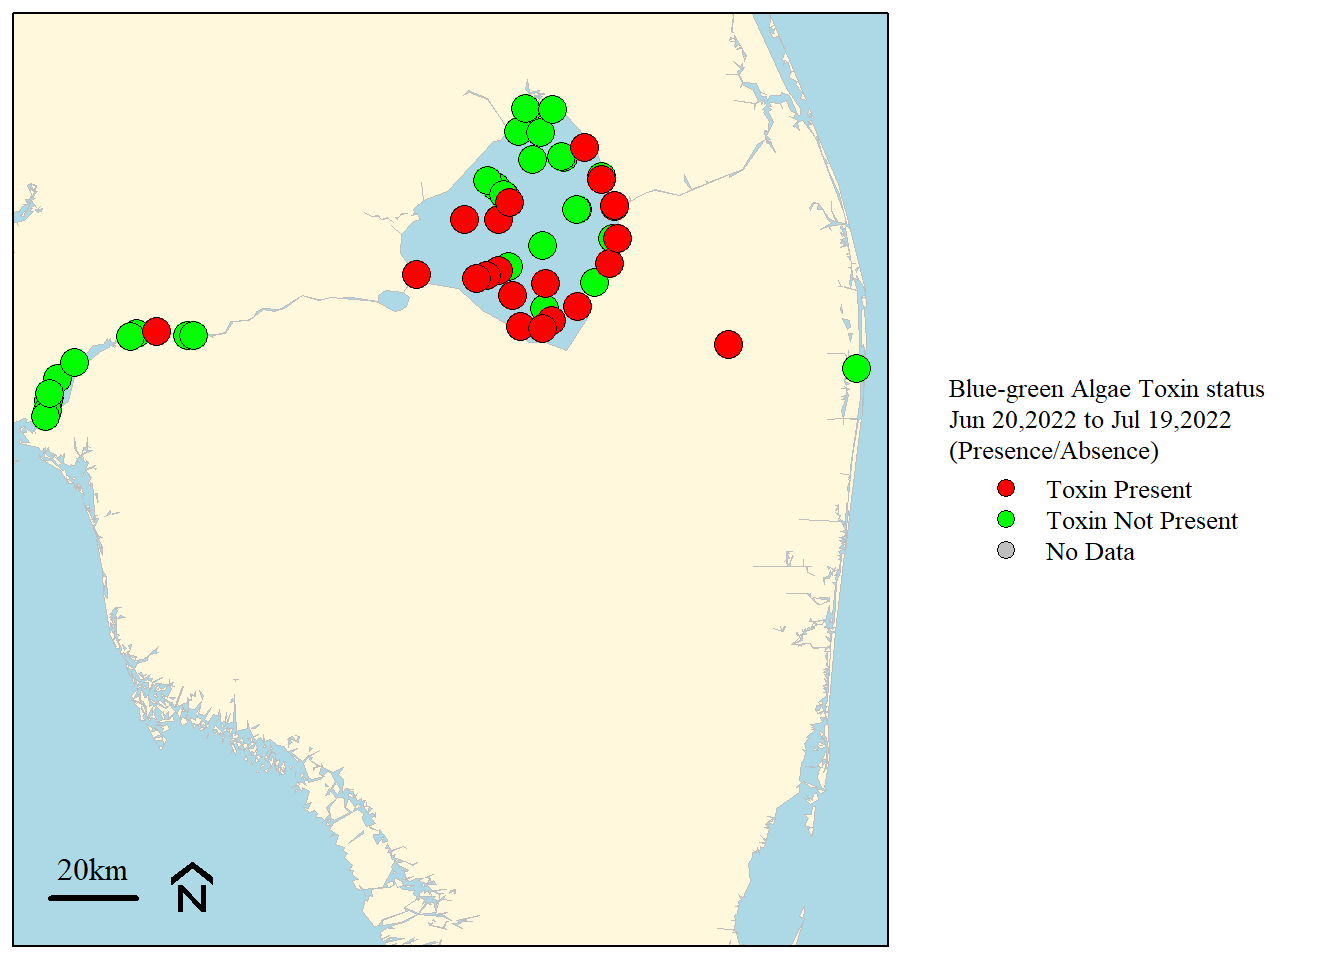 Blue-green Algae Toxin status
Jun 20,2022 to Jul 19,2022
(Presence/Absence)
Toxin Present
Toxin Not Present
No Data
20km
N